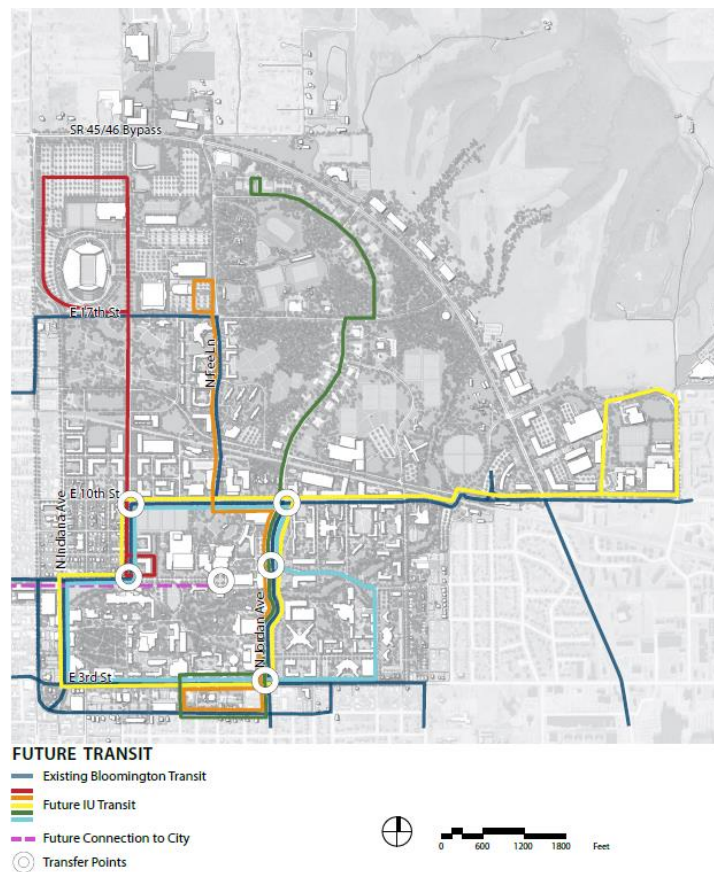 SR 45/46 Bypass
E 17th St
N Fee Ln
E 10th St
N Indiana Ave
N Jordan Ave
E 3rd St
FUTURE TRANSIT
Existing Bloomington Transit
Future IU Transit
Future Connection to City
Transfer Points
0 600 1200 1800 Feet